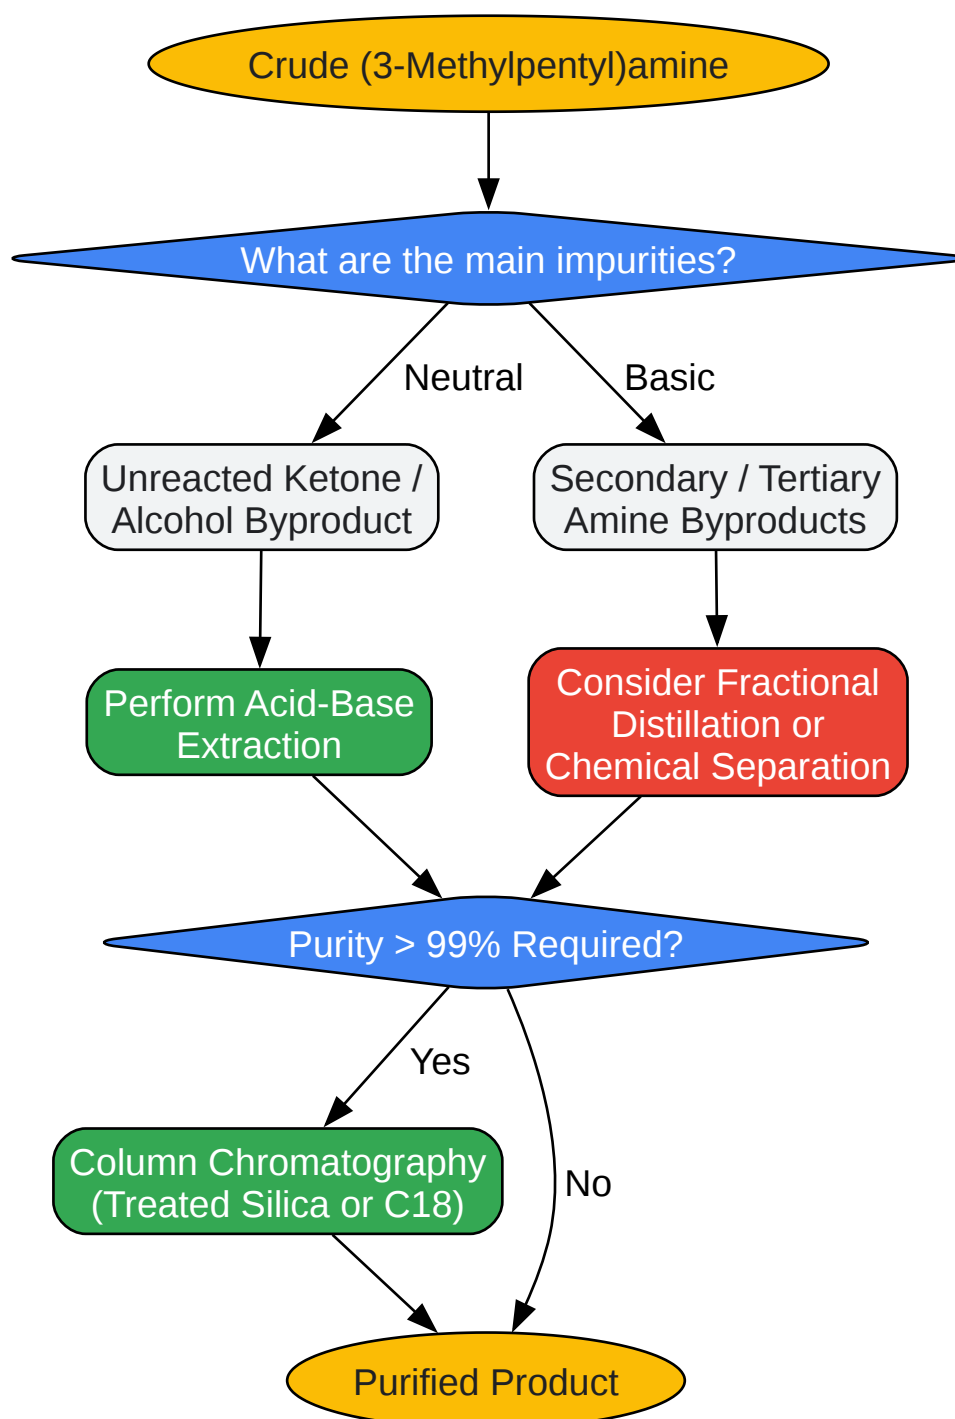 Crude (3-Methylpentyl)amine
What are the main impurities?
Neutral
Basic
Unreacted Ketone /
Alcohol Byproduct
Secondary / Tertiary
Amine Byproducts
Perform Acid-Base
Extraction
Consider Fractional
Distillation or
Chemical Separation
Purity > 99% Required?
Yes
Column Chromatography
(Treated Silica or C18)
No
Purified Product